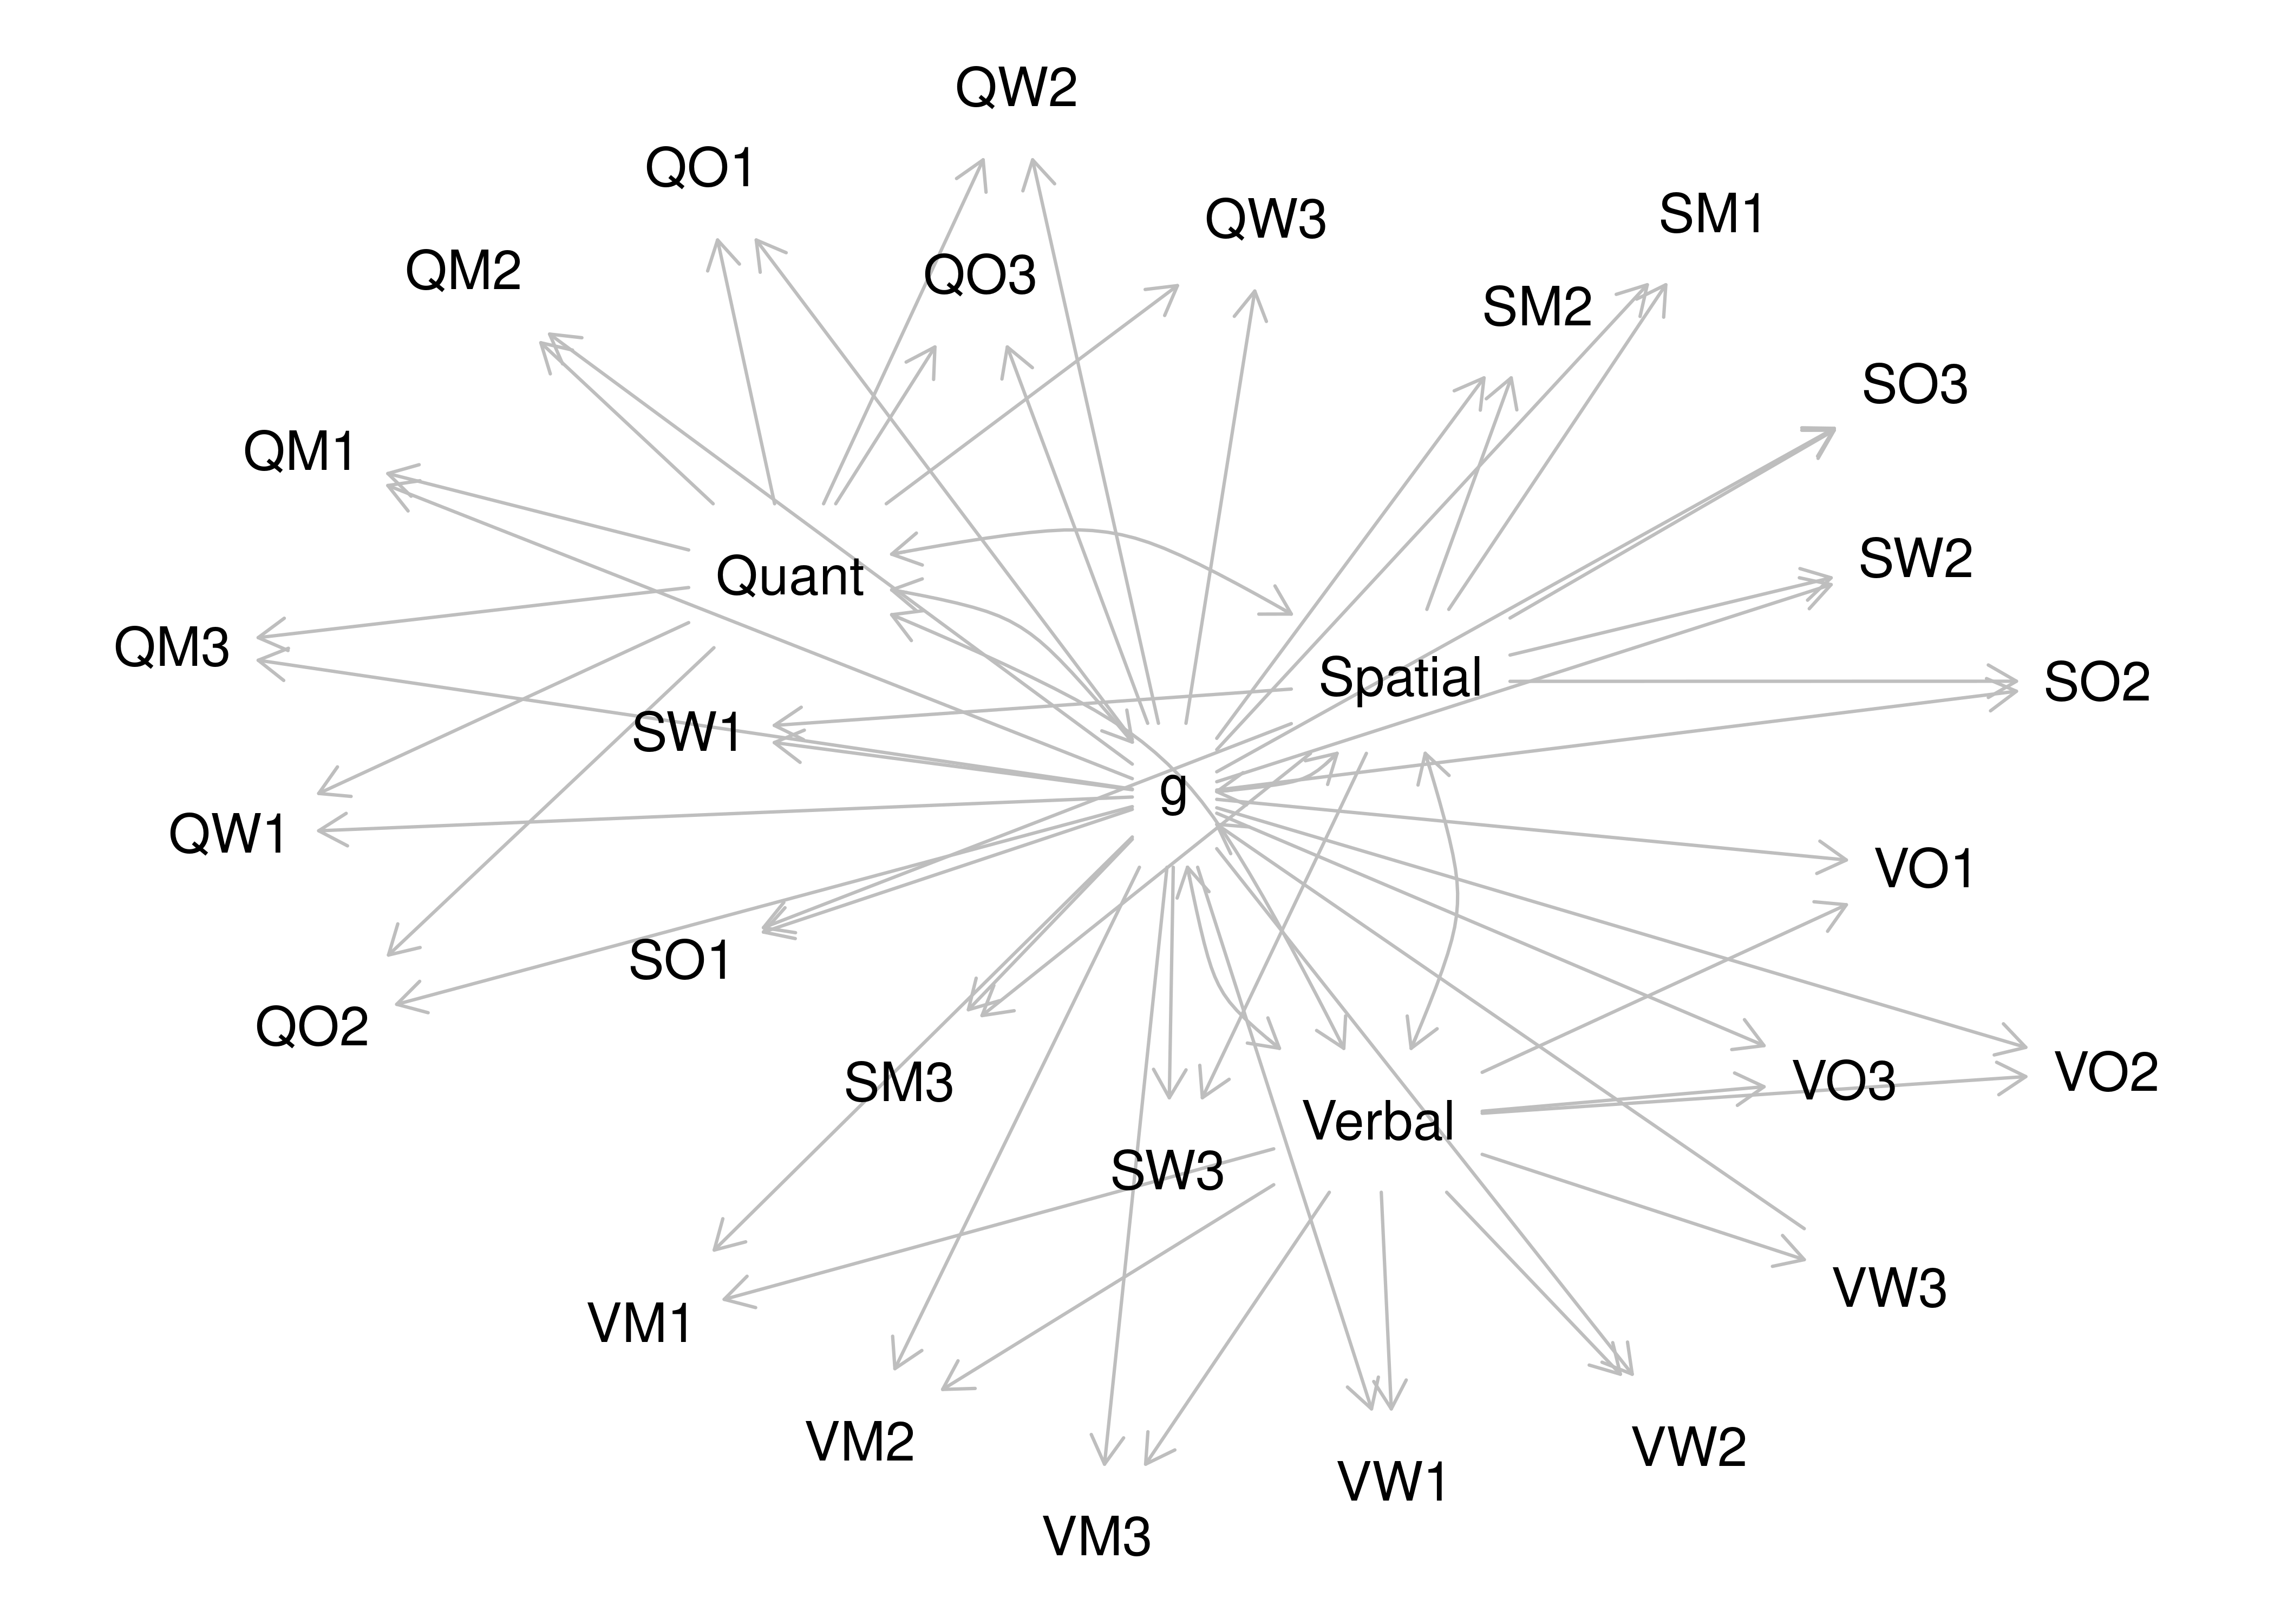 QW2
QO1
QW3
SM1
QM2
QO3
SM2
SO3
QM1
SW2
Quant
QM3
Spatial
SO2
SW1
g
QW1
VO1
SO1
QO2
SM3
VO3
VO2
Verbal
SW3
VW3
VM1
VM2
VW2
VW1
VM3